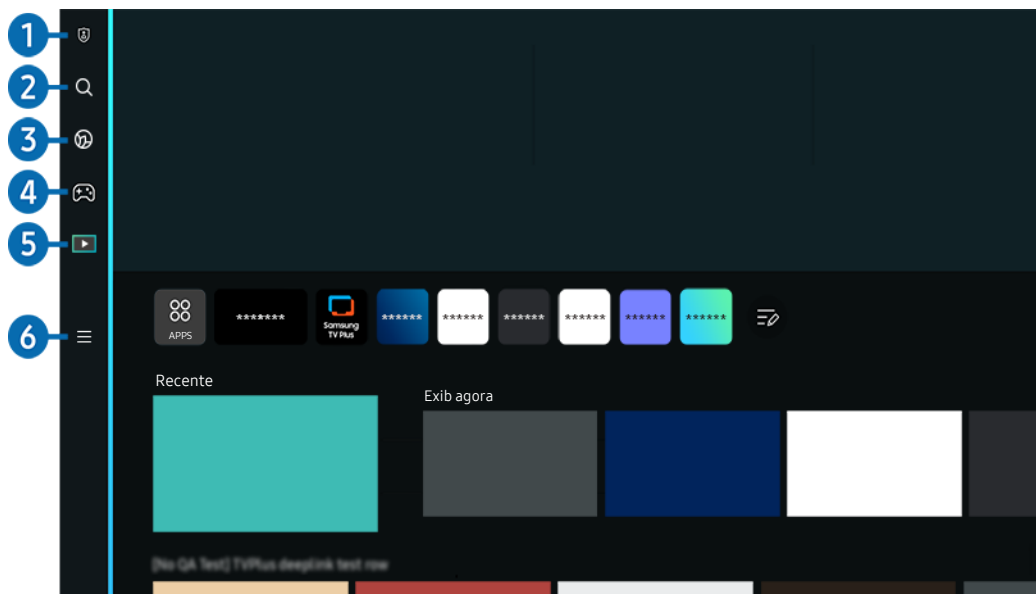 1
2
3
4
5
6
APPS
*******
Samsung
TV Plus
******
******
******
******
******
******
Recente
Exib agora
[No QA Test] TVPlus deeplink test row